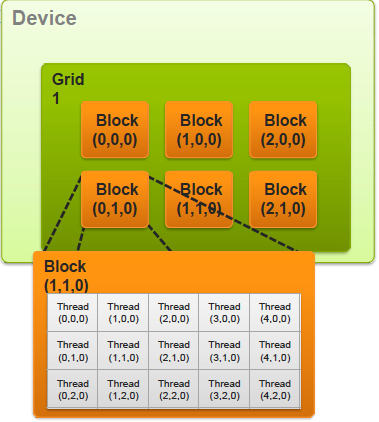 Device
Grid
1
Block Block Block
(0,0,0) (1,0,0) (2,0,0)
Block Block Block
(0,1,0) (1,1,0) (2,1,0)
Block
(1,1,0)
Thread Thread Thread Thread Thread
(0,0,0) (1,0,0) (2,0,0) (3,0,0) (4,0,0)
Thread Thread Thread Thread Thread
(0,1,0) (1,1,0) (2,1,0) (3,1,0) (4,1,0)
Thread Thread Thread Thread Thread
(0,2,0) (1,2,0) (2,2,0) (3,2,0) (4,2,0)